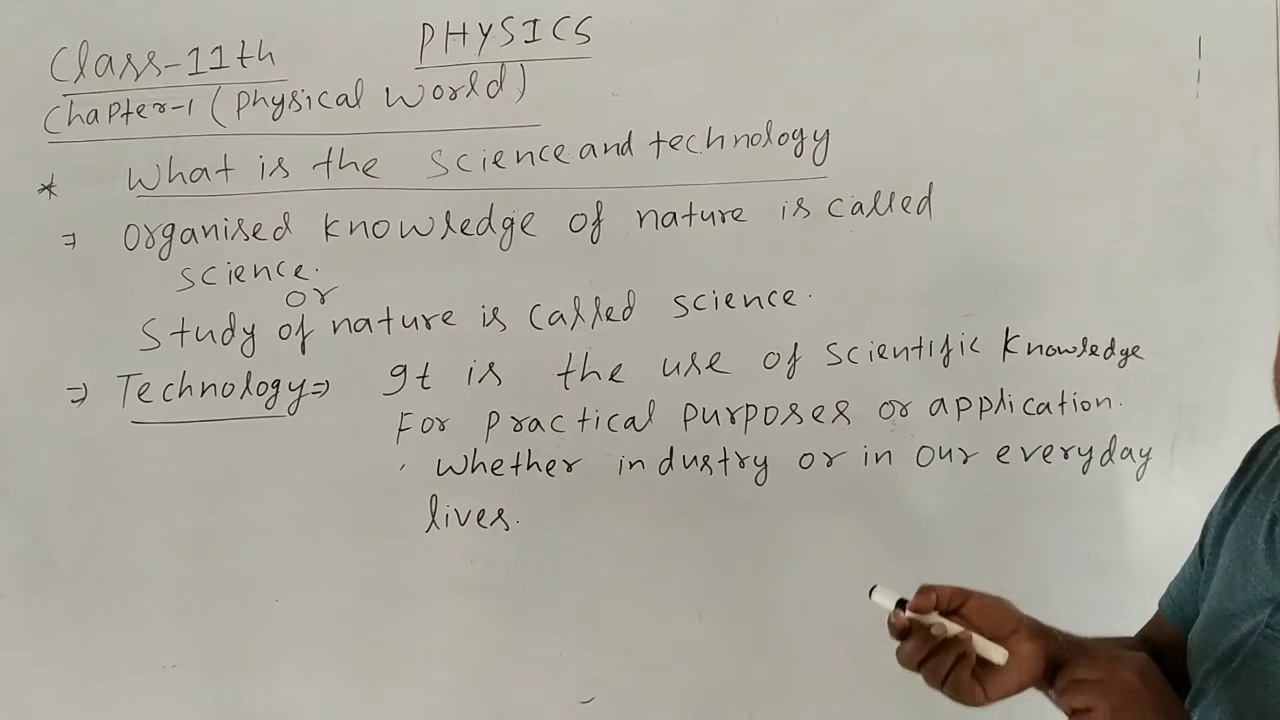 Class-11th PHYSICS
Chapter-1 (Physical World)
* What is the science and technology
⇒ Organised knowledge of nature is called
science.
or
Study of nature is called science.
⇒ Technology ⇒ It is the use of scientific knowledge
For practical purposes or application.
whether industry or in our everyday
lives.